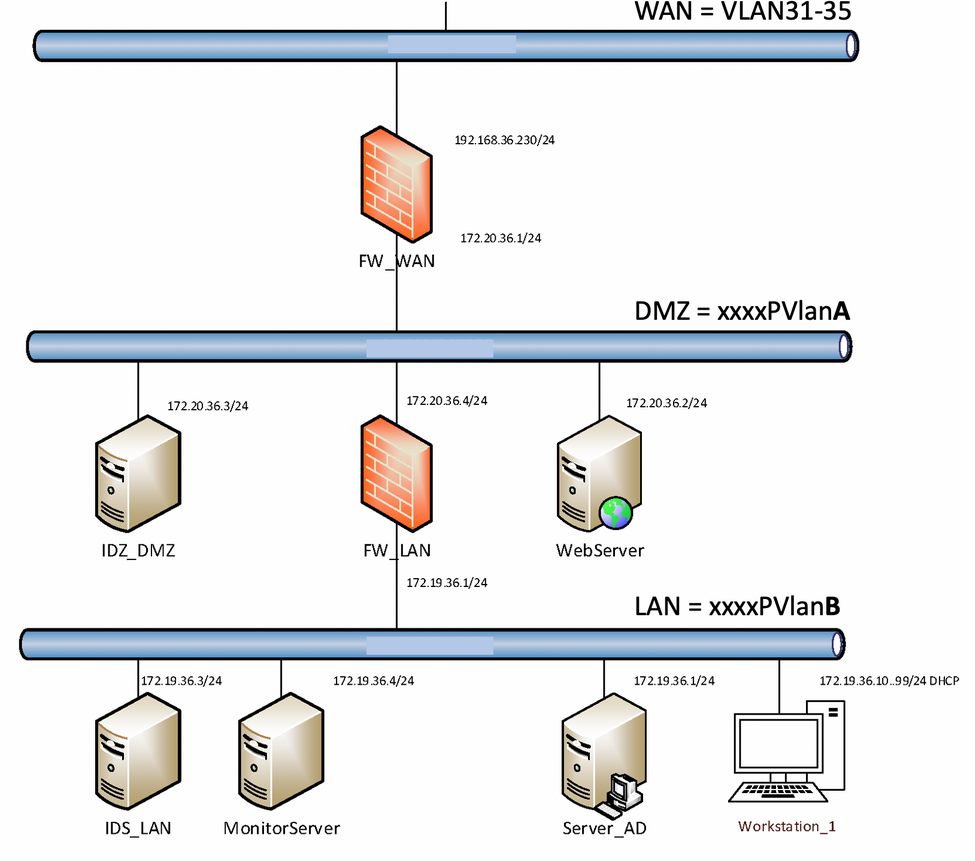 WAN = VLAN31-35
192.168.36.230/24
172.20.36.1/24
FW_WAN
DMZ = xxxxPVlanA
172.20.36.3/24
172.20.36.4/24
172.20.36.2/24
IDZ_DMZ
FW_LAN
WebServer
172.19.36.1/24
LAN = xxxxPVlanB
172.19.36.3/24
172.19.36.4/24
172.19.36.1/24
172.19.36.10..99/24 DHCP
IDS_LAN
MonitorServer
Server_AD
Workstation_1